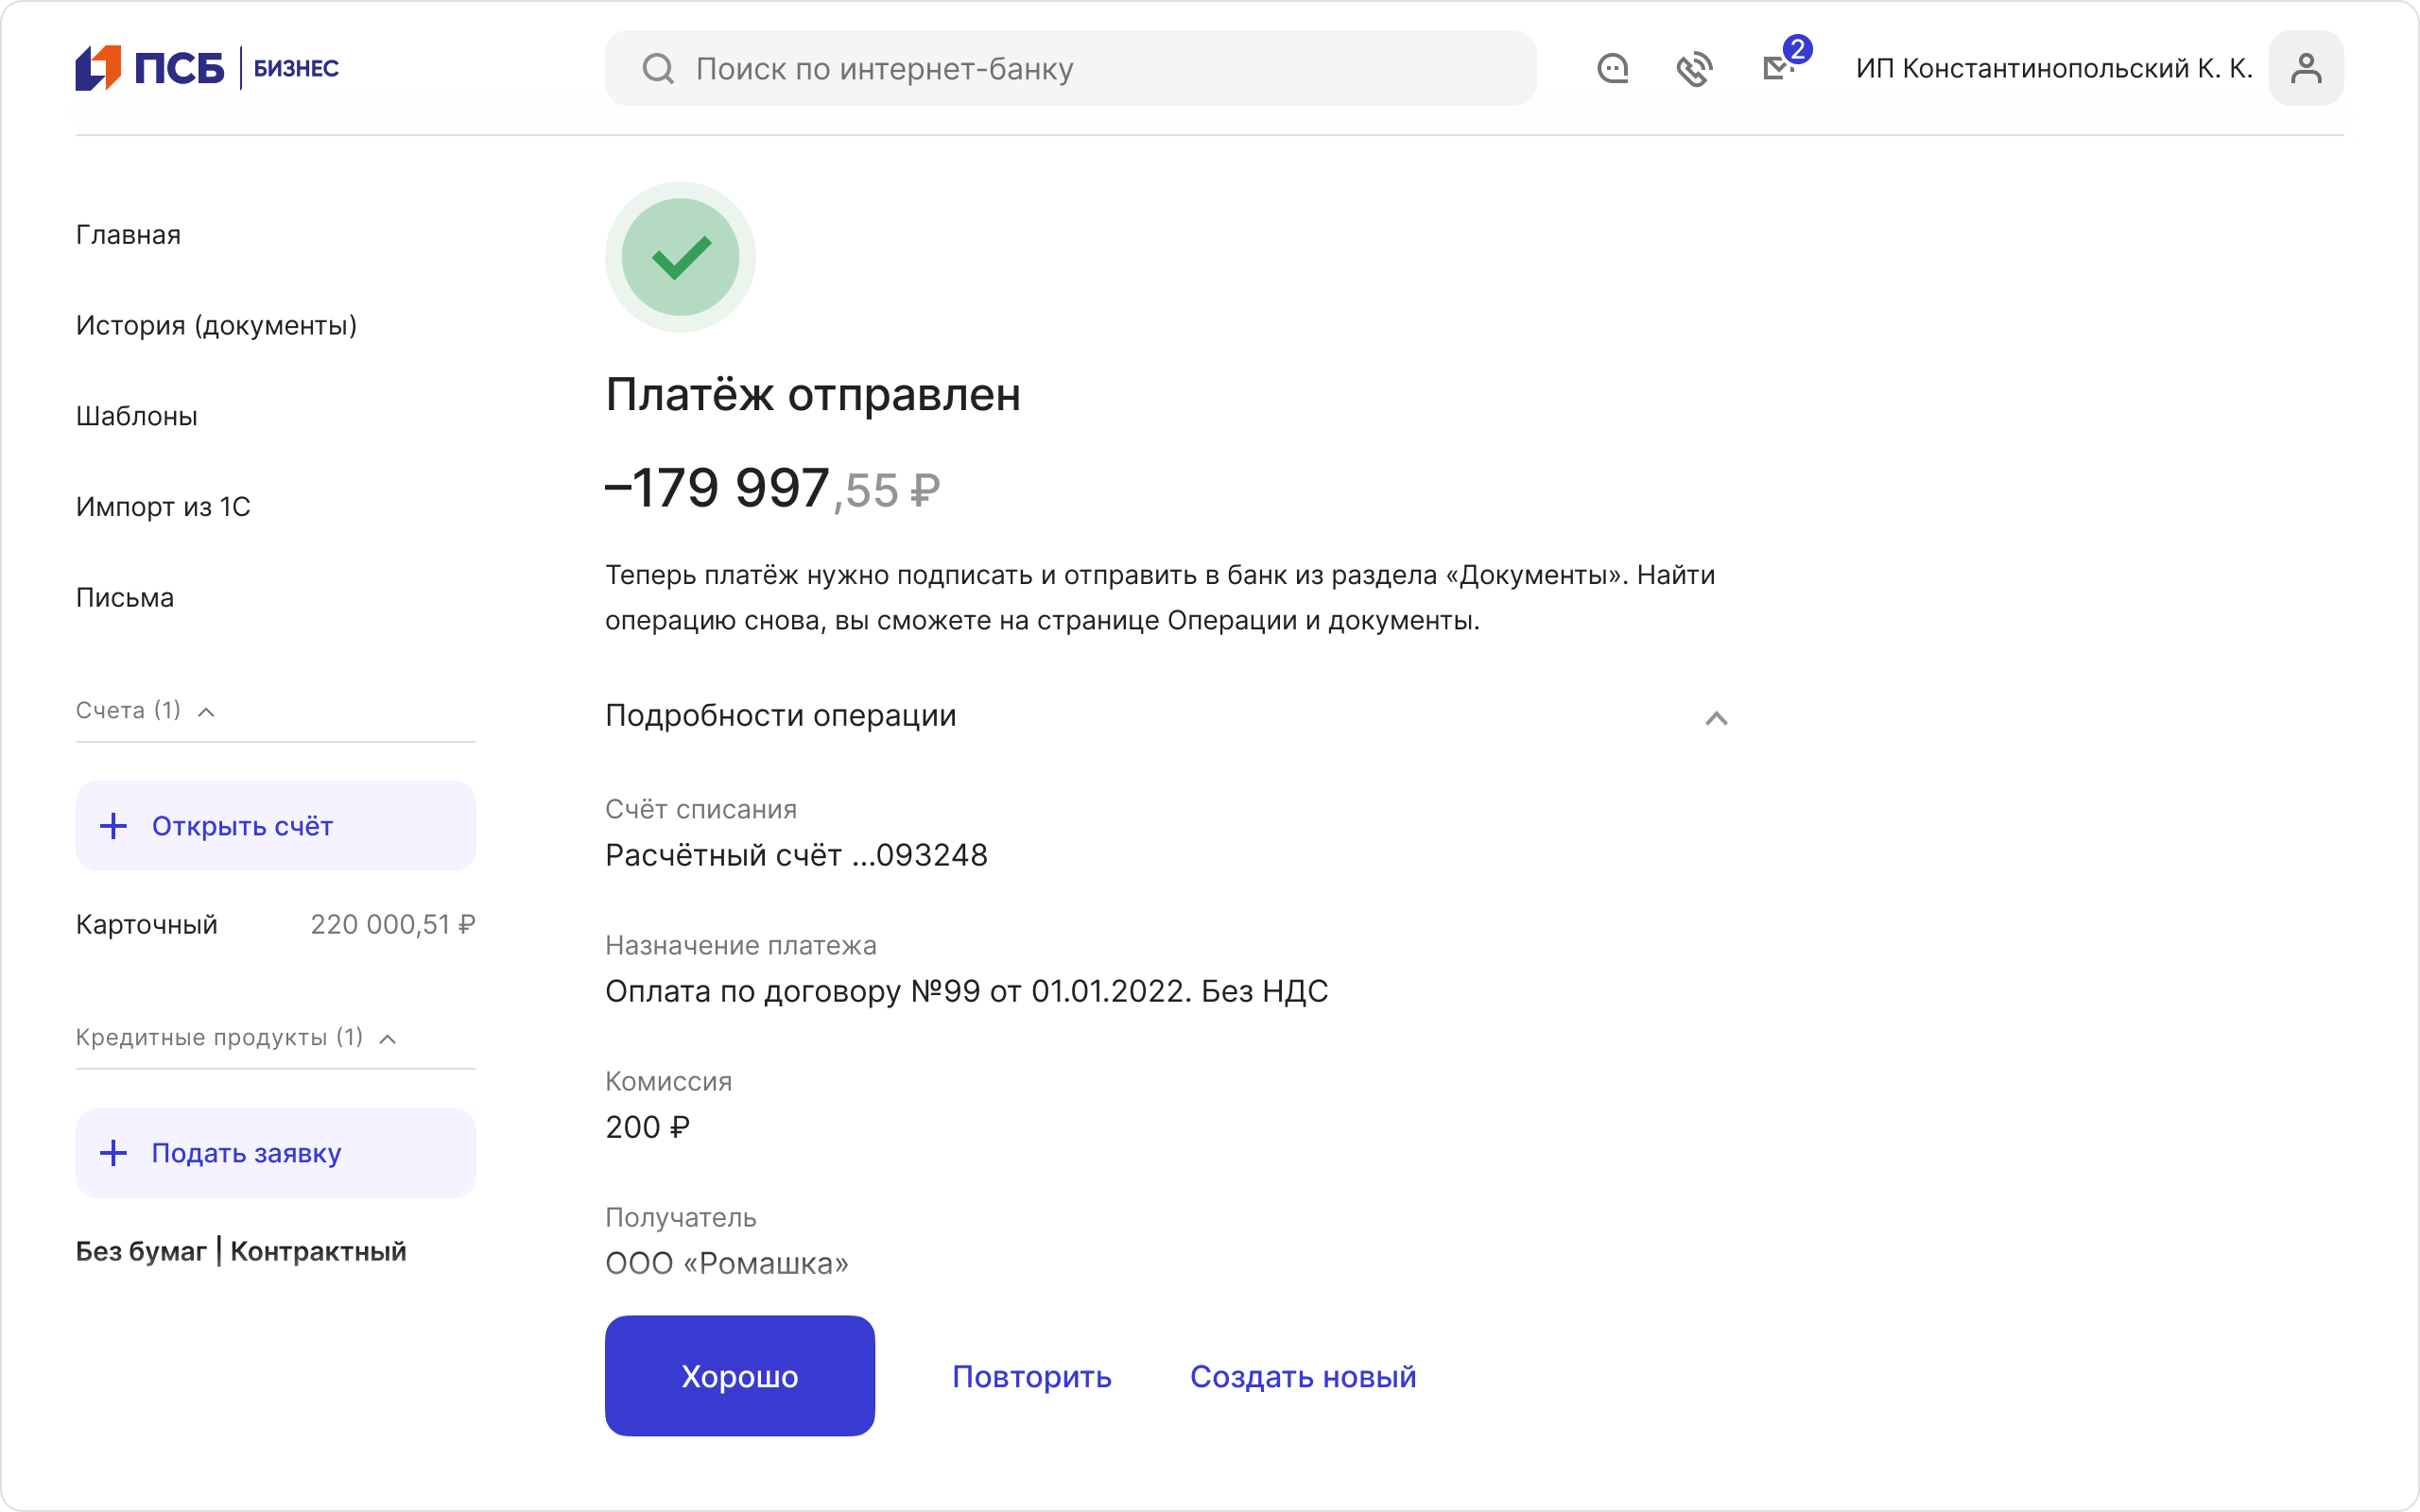 ПСБ | БИЗНЕС
Поиск по интернет-банку
2
ИП Константинопольский К. К.
Главная
История (документы)
Шаблоны
Импорт из 1С
Письма
Счета (1)
Открыть счёт
Карточный 220 000,51 ₽
Кредитные продукты (1)
Подать заявку
Без бумаг | Контрактный
Платёж отправлен
–179 997,55 ₽
Теперь платёж нужно подписать и отправить в банк из раздела «Документы». Найти
операцию снова, вы сможете на странице Операции и документы.
Подробности операции
Счёт списания
Расчётный счёт ...093248
Назначение платежа
Оплата по договору №99 от 01.01.2022. Без НДС
Комиссия
200 ₽
Получатель
ООО «Ромашка»
Хорошо
Повторить
Создать новый